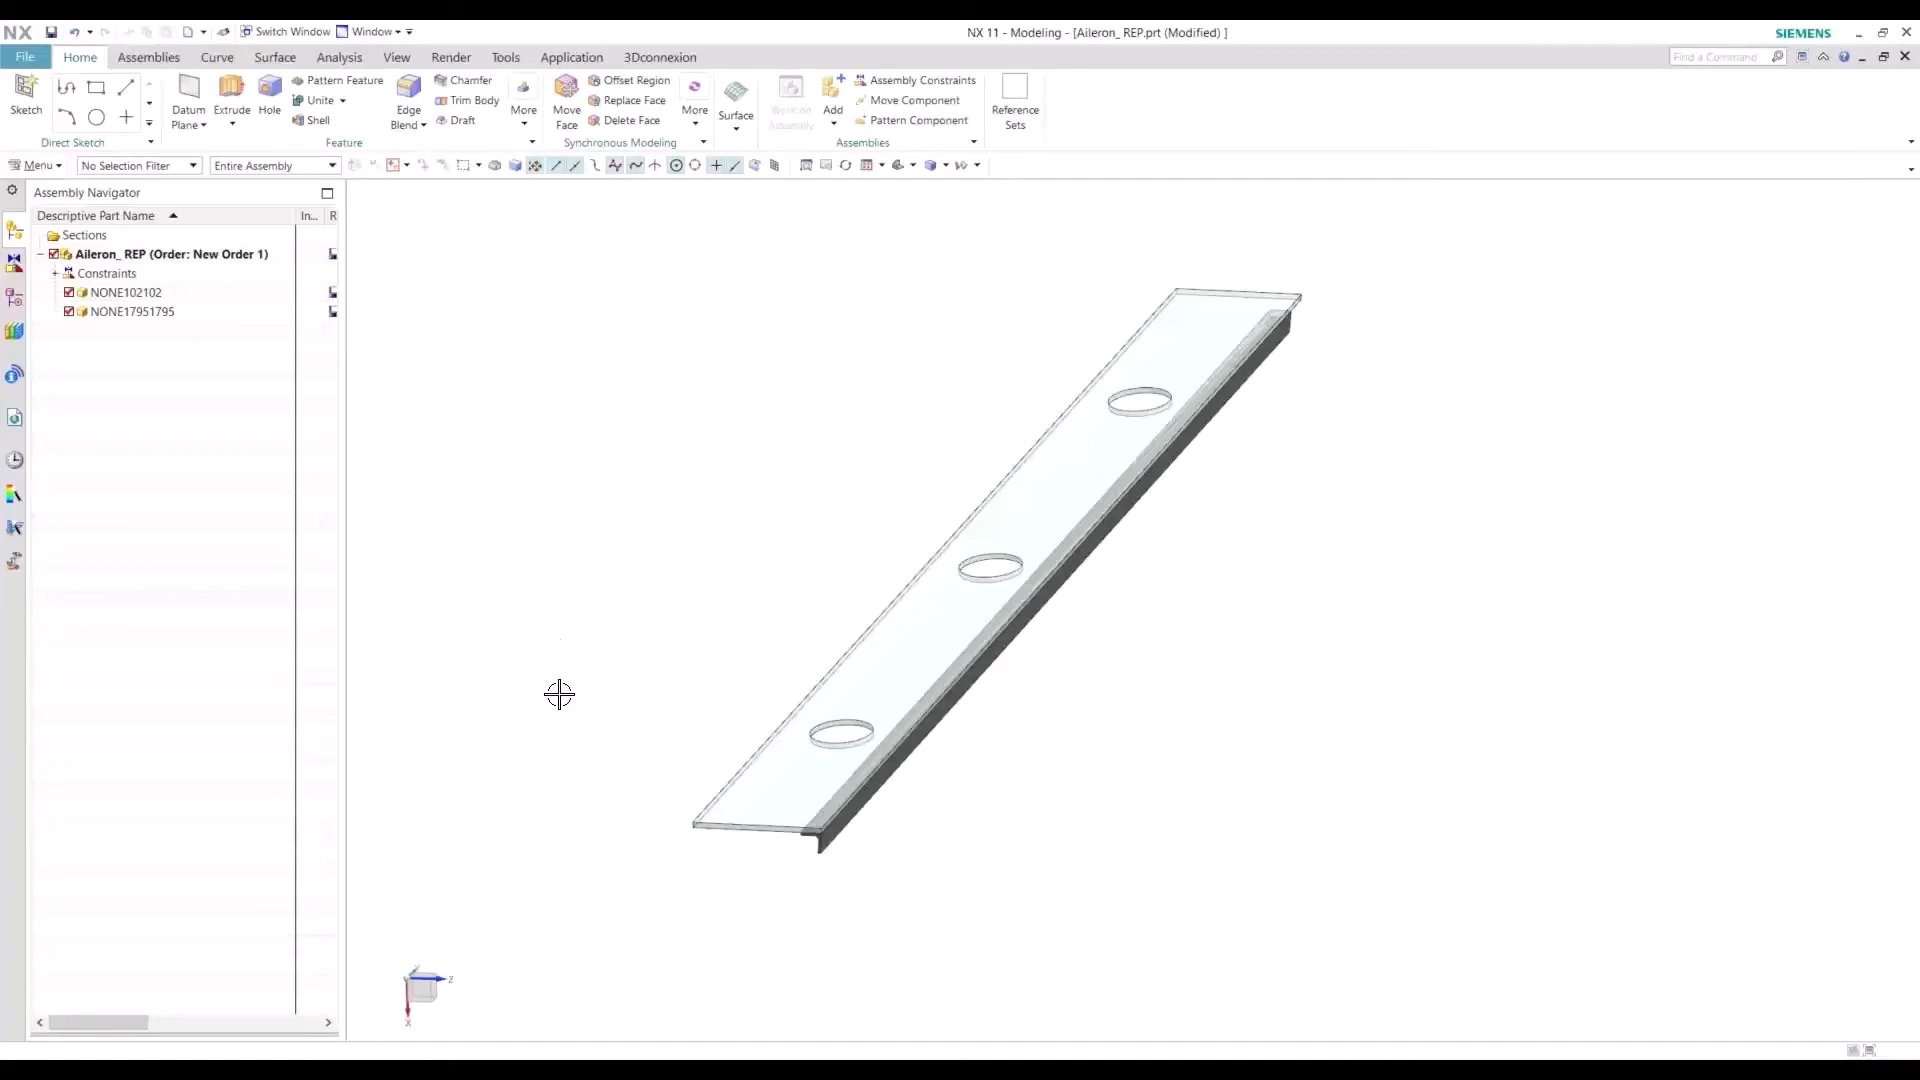 NX
Switch Window
Window
NX 11 - Modeling - [Aileron_ REP.prt (Modified) ]
SIEMENS
File
Home
Assemblies
Curve
Surface
Analysis
View
Render
Tools
Application
3Dconnexion
Find a Command
Sketch
Direct Sketch
Datum
Plane
Extrude
Hole
Pattern Feature
Unite
Shell
Edge
Blend
Chamfer
Trim Body
Draft
More
Feature
Move
Face
Offset Region
Replace Face
Delete Face
More
Synchronous Modeling
Surface
Work on
Assembly
Add
Assembly Constraints
Move Component
Pattern Component
Assemblies
Reference
Sets
Menu
No Selection Filter
Entire Assembly
Assembly Navigator
Descriptive Part Name
In...
R
Sections
Aileron_ REP (Order: New Order 1)
Constraints
NONE102102
NONE17951795
Z
X